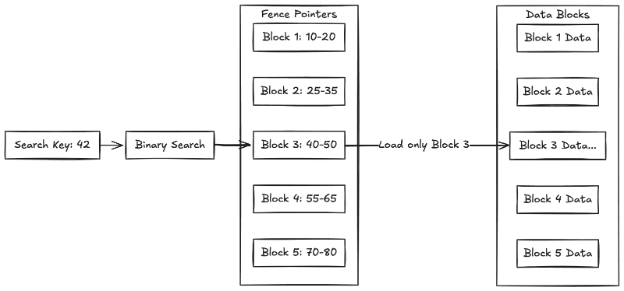 Fence Pointers
Block 1: 10-20
Block 2: 25-35
Search Key: 42
Binary Search
Block 3: 40-50
Block 4: 55-65
Block 5: 70-80
Load only Block 3
Data Blocks
Block 1 Data
Block 2 Data
Block 3 Data...
Block 4 Data
Block 5 Data